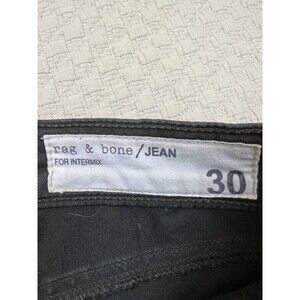 rag & bone/JEAN
FOR INTERMIX
30